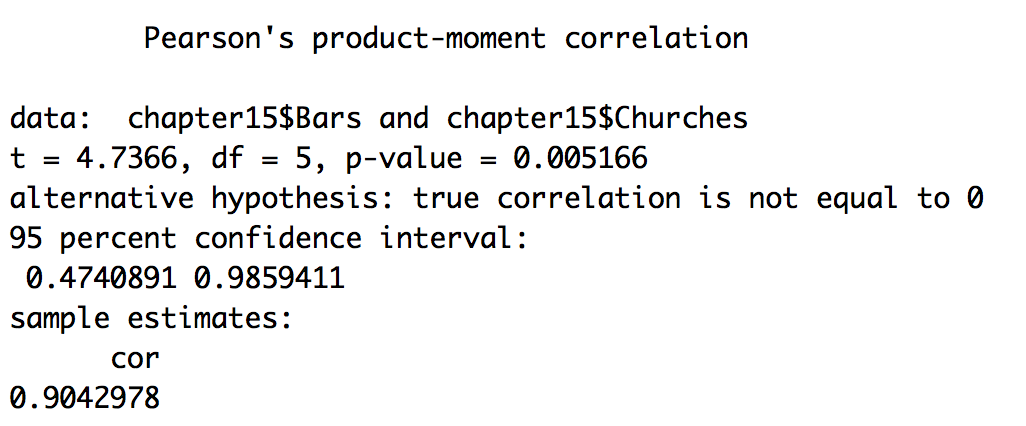 Pearson's product-moment correlation
data:  chapter15$Bars and chapter15$Churches
t = 4.7366, df = 5, p-value = 0.005166
alternative hypothesis: true correlation is not equal to 0
95 percent confidence interval:
0.4740891 0.9859411
sample estimates:
cor
0.9042978